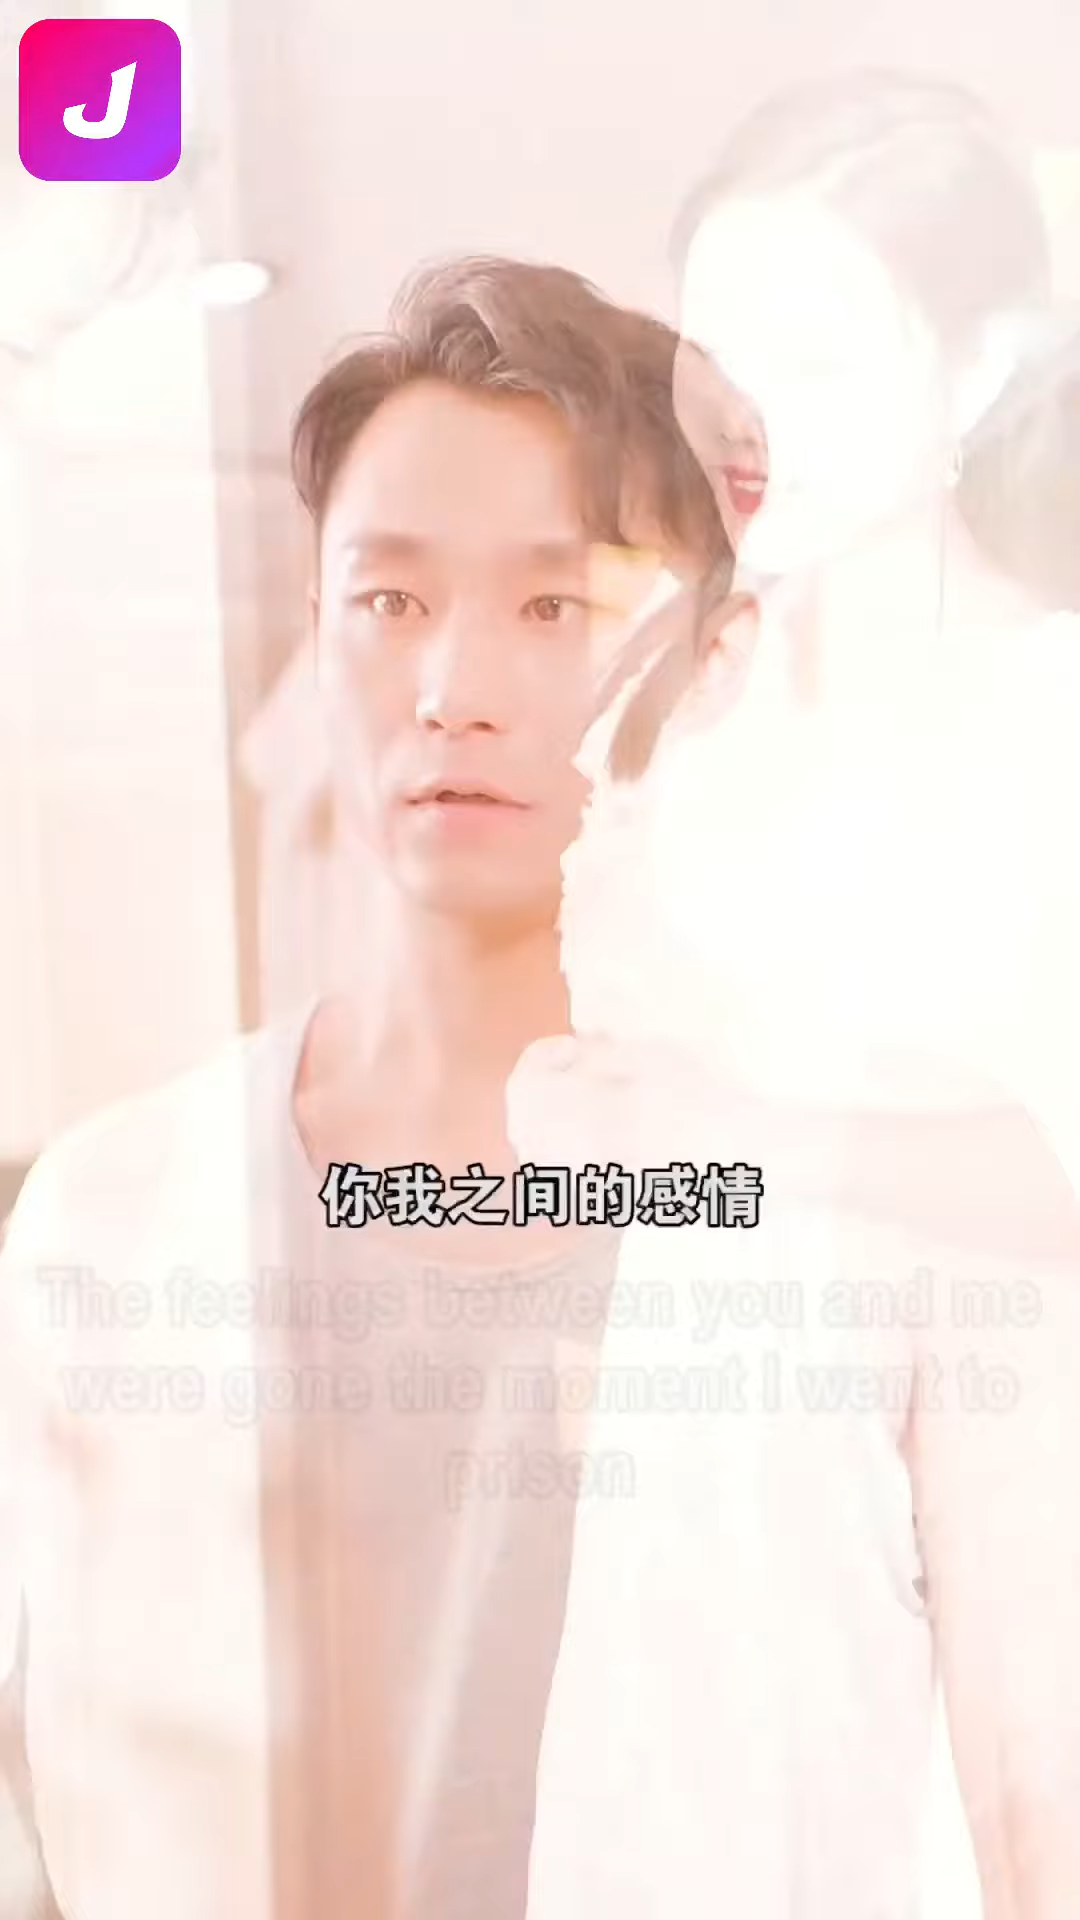 J
你我之间的感情
The feelings between you and me
were gone the moment I went to
prison